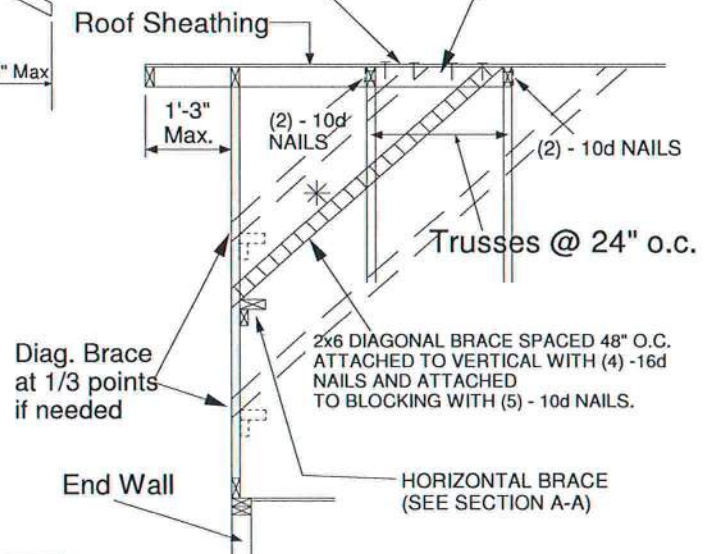 Roof Sheathing
" Max
1'-3"
Max.
(2) - 10d
NAILS
(2) - 10d NAILS
Trusses @ 24" o.c.
2x6 DIAGONAL BRACE SPACED 48" O.C.
ATTACHED TO VERTICAL WITH (4) -16d
NAILS AND ATTACHED
TO BLOCKING WITH (5) - 10d NAILS.
Diag. Brace
at 1/3 points
if needed
HORIZONTAL BRACE
(SEE SECTION A-A)
End Wall